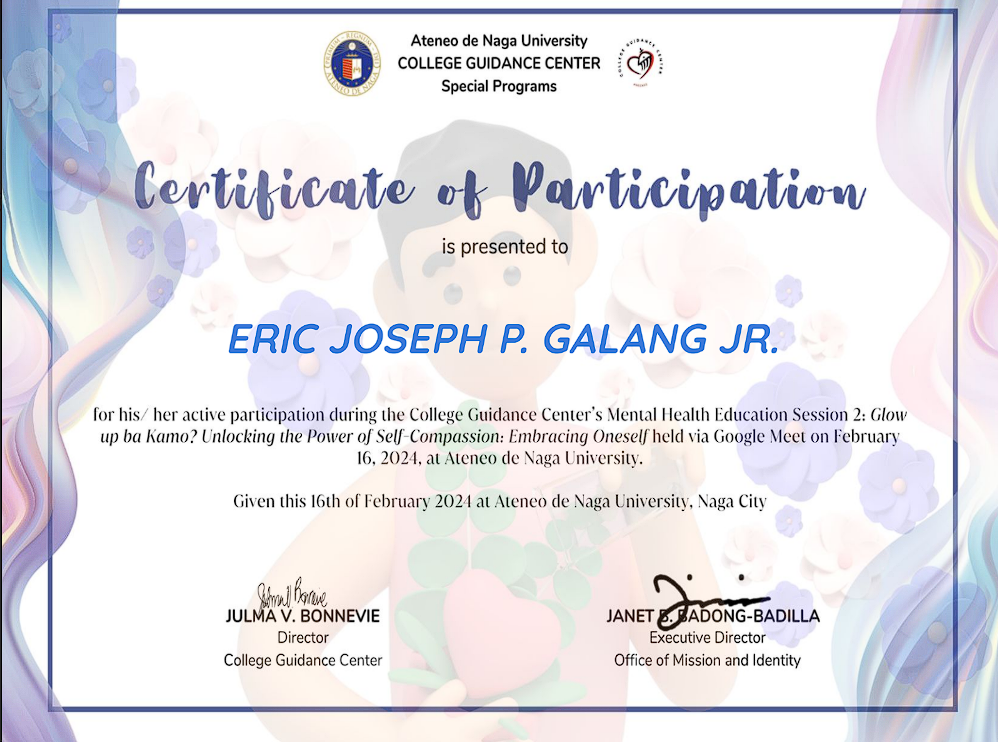 Ateneo de Naga University
COLLEGE GUIDANCE CENTER
Special Programs
Certificate of Participation
is presented to
ERIC JOSEPH P. GALANG JR.
for his/ her active participation during the College Guidance Center's Mental Health Education Session 2: Glow
up ba Kamo? Unlocking the Power of Self-Compassion: Embracing Oneself held via Google Meet on February
16, 2024, at Ateneo de Naga University.
Given this 16th of February 2024 at Ateneo de Naga University, Naga City
JULMA V. BONNEVIE
Director
College Guidance Center
JANET B. BADONG-BADILLA
Executive Director
Office of Mission and Identity